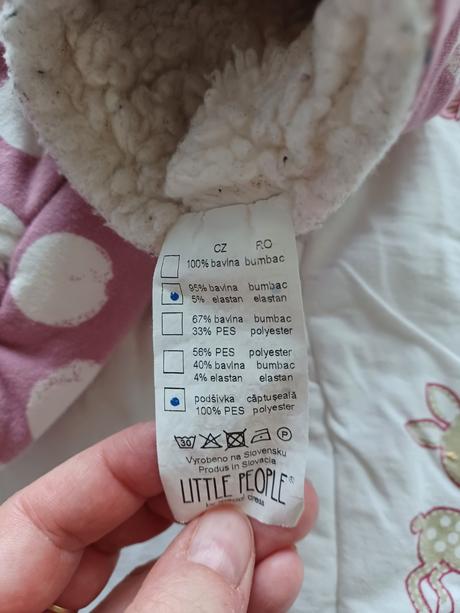 CZ RO
100% bavlna bumbac
95% bavlna bumbac
5% elastan elastan
67% bavlna bumbac
33% PES polyester
56% PES polyester
40% bavlna bumbac
4% elastan elastan
podšivka căptuşeală
100% PES polyester
30 P
Vyrobeno na Slovensku
Produs in Slovacia
LITTLE PEOPLE®